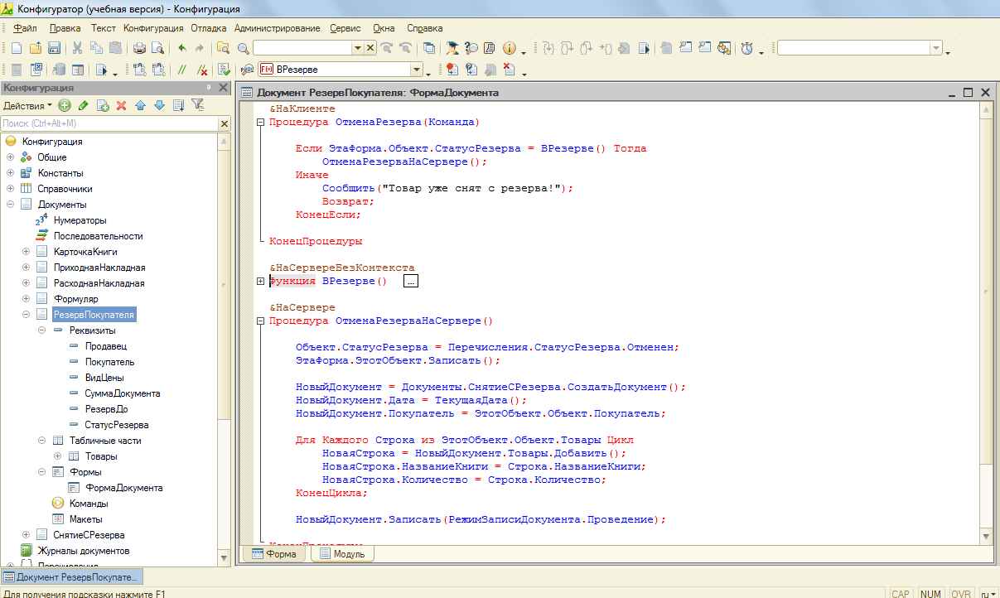 Конфигуратор (учебная версия) - Конфигурация
Файл Правка Текст Конфигурация Отладка Администрирование Сервис Окна Справка
ВРезерве
Конфигурация
Действия
Поиск (Ctrl+Alt+M)
Конфигурация
Общие
Константы
Справочники
Документы
Нумераторы
Последовательности
КарточкаКниги
ПриходнаяНакладная
РасходнаяНакладная
Формуляр
РезервПокупателя
Реквизиты
Продавец
Покупатель
ВидЦены
СуммаДокумента
РезервДо
СтатусРезерва
Табличные части
Товары
Формы
ФормаДокумента
Команды
Макеты
СнятиеСРезерва
Журналы документов
Перечисления
Документ РезервПокупателя: ФормаДокумента
&НаКлиенте
Процедура ОтменаРезерва(Команда)
Если ЭтаФорма.Объект.СтатусРезерва = ВРезерве() Тогда
ОтменаРезерваНаСервере();
Иначе
Сообщить("Товар уже снят с резерва!");
Возврат;
КонецЕсли;
КонецПроцедуры
&НаСервереБезКонтекста
Функция ВРезерве() ...
&НаСервере
Процедура ОтменаРезерваНаСервере()
Объект.СтатусРезерва = Перечисления.СтатусРезерва.Отменен;
ЭтаФорма.ЭтотОбъект.Записать();
НовыйДокумент = Документы.СнятиеСРезерва.СоздатьДокумент();
НовыйДокумент.Дата = ТекущаяДата();
НовыйДокумент.Покупатель = ЭтотОбъект.Объект.Покупатель;
Для Каждого Строка из ЭтотОбъект.Объект.Товары Цикл
НоваяСтрока = НовыйДокумент.Товары.Добавить();
НоваяСтрока.НазваниеКниги = Строка.НазваниеКниги;
НоваяСтрока.Количество = Строка.Количество;
КонецЦикла;
НовыйДокумент.Записать(РежимЗаписиДокумента.Проведение);
КонецПроцедуры
Форма Модуль
Документ РезервПокупате...
Для получения подсказки нажмите F1
CAP NUM OVR ru